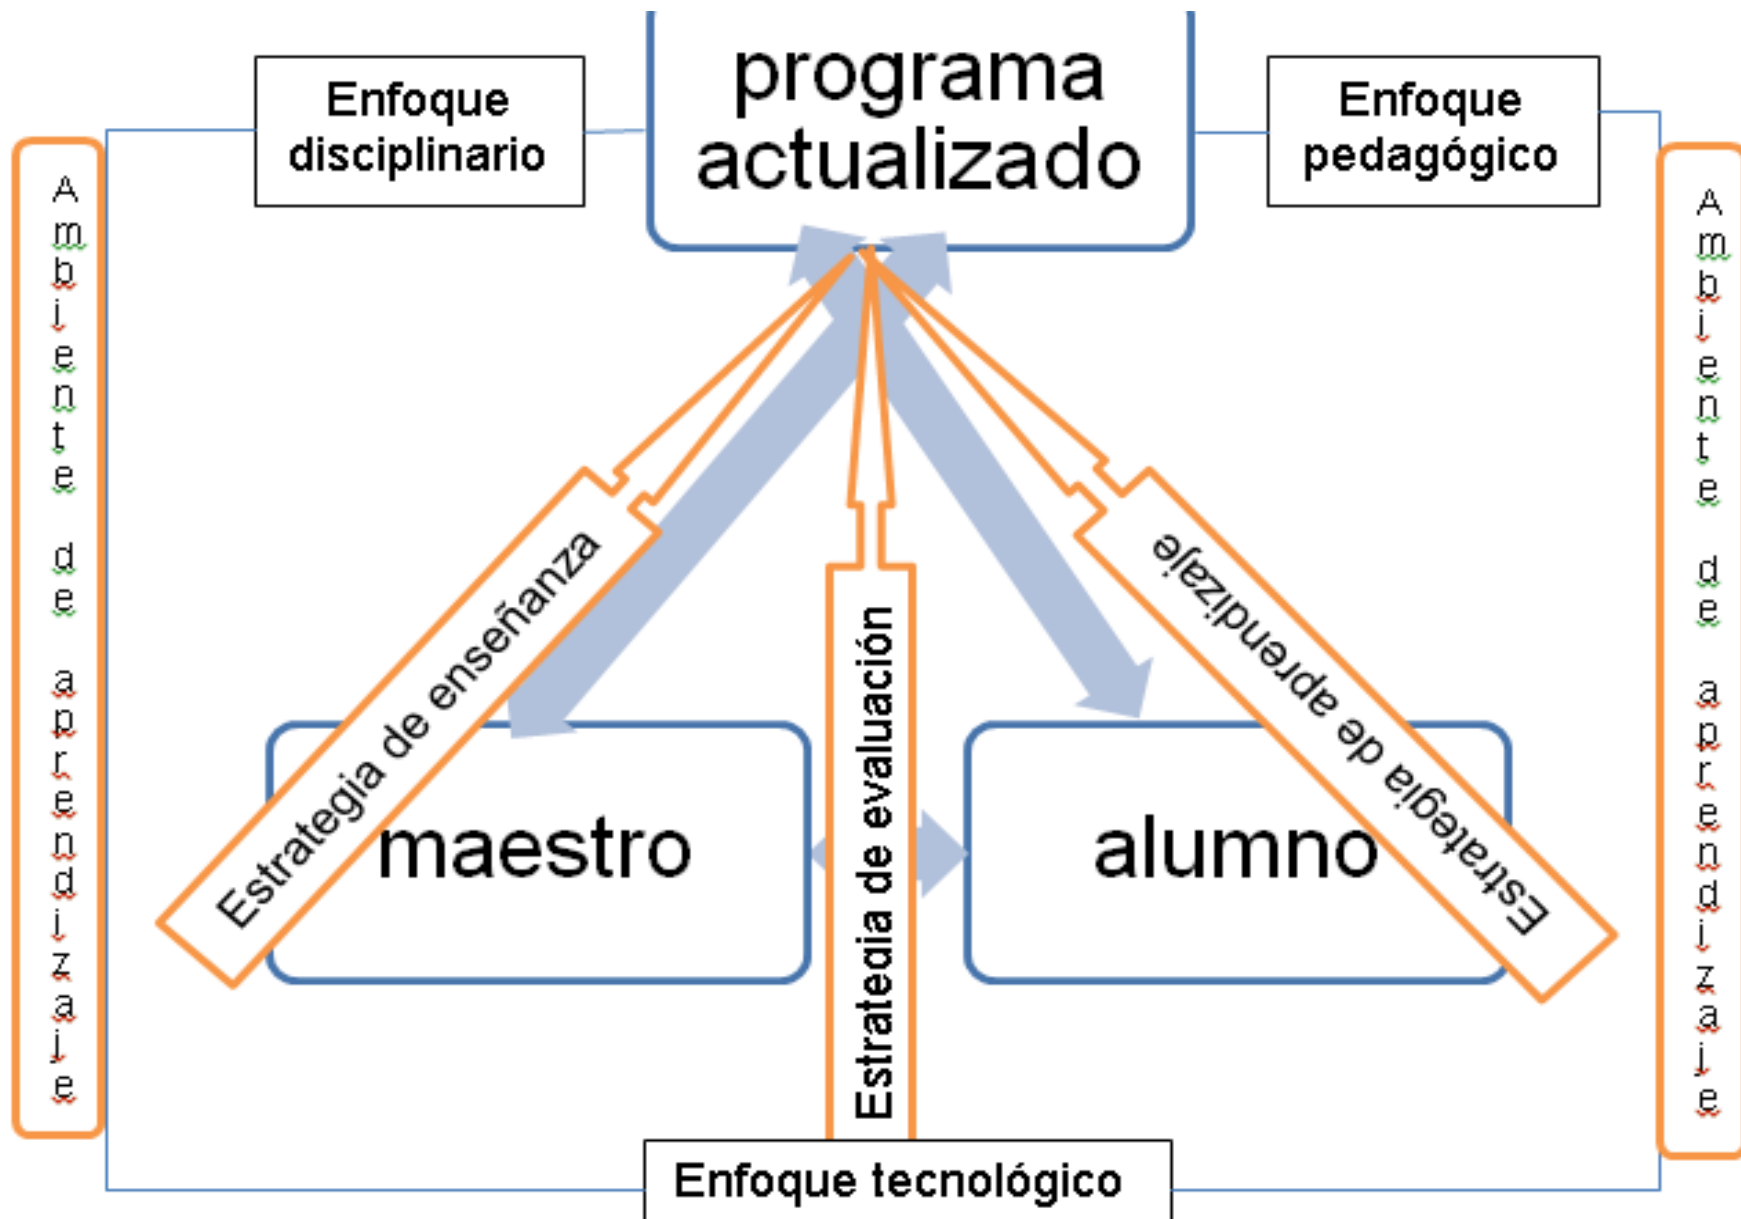 programa
actualizado
Enfoque
disciplinario
Enfoque
pedagógico
Ambiente de aprendizaje
Estrategia de enseñanza
Estrategia de evaluación
Estrategia de aprendizaje
Ambiente de aprendizaje
maestro
alumno
Enfoque tecnológico